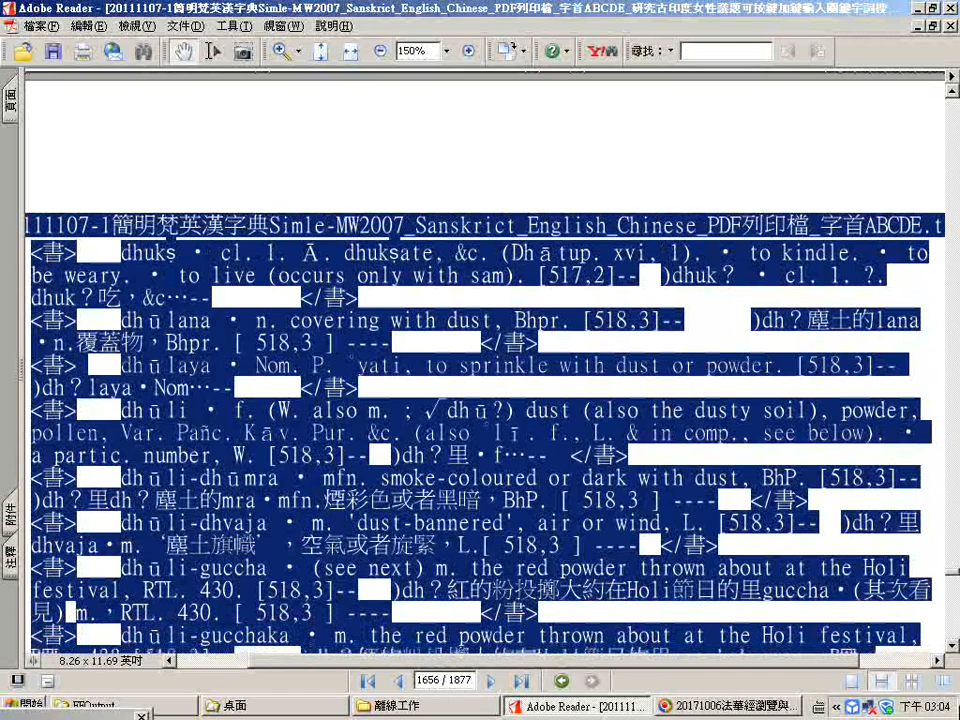 Adobe Reader - [20111107-1簡明梵英漢字典Simle-MW2007_Sanskrict_English_Chinese_PDF列印檔_字首ABCDE_研究古印度女性議題可按鍵加鍵輸入關鍵字詞搜
檔案(F) 編輯(E) 檢視(V) 文件(D) 工具(T) 視窗(W) 說明(H)
150% Y! 尋找:
頁面
111107-1簡明梵英漢字典Simle-MW2007_Sanskrict_English_Chinese_PDF列印檔_字首ABCDE.t
<書> dhukṣ • cl. 1. Ā. dhukṣate, &c. (Dhātup. xvi, 1). • to kindle. • to
be weary. • to live (occurs only with sam). [517,2]-- )dhuk? • cl. 1. ?.
dhuk?吃，&c…-- </書>
<書> dhūlana • n. covering with dust, Bhpr. [518,3]-- )dh？塵土的lana
•n.覆蓋物，Bhpr. [ 518,3 ] ---- </書>
<書> dhūlaya • Nom. P. °yati, to sprinkle with dust or powder. [518,3]--
)dh？laya•Nom…-- </書>
<書> dhūli • f. (W. also m. ; √dhū?) dust (also the dusty soil), powder,
pollen, Var. Pañc. Kāv. Pur. &c. (also °lī. f., L. & in comp., see below). •
a partic. number, W. [518,3]-- )dh？里•f…-- </書>
<書> dhūli-dhūmra • mfn. smoke-coloured or dark with dust, BhP. [518,3]--
)dh？里dh？塵土的mra•mfn.煙彩色或者黑暗，BhP. [ 518,3 ] ---- </書>
<書> dhūli-dhvaja • m. 'dust-bannered', air or wind, L. [518,3]-- )dh？里
dhvaja•m.‘塵土旗幟’，空氣或者旋緊，L.[ 518,3 ] ---- </書>
<書> dhūli-guccha • (see next) m. the red powder thrown about at the Holi
festival, RTL. 430. [518,3]-- )dh？紅的粉投擲大約在Holi節日的里guccha•(其次看
見) m.，RTL. 430. [ 518,3 ] ---- </書>
<書> dhūli-gucchaka • m. the red powder thrown about at the Holi festival,
附件
註釋
8.26 x 11.69 英吋
1656 / 1877
開始 FFOutput 桌面 離線工作 Adobe Reader - [2011... 20171006法華經瀏覽與... 下午 03:04